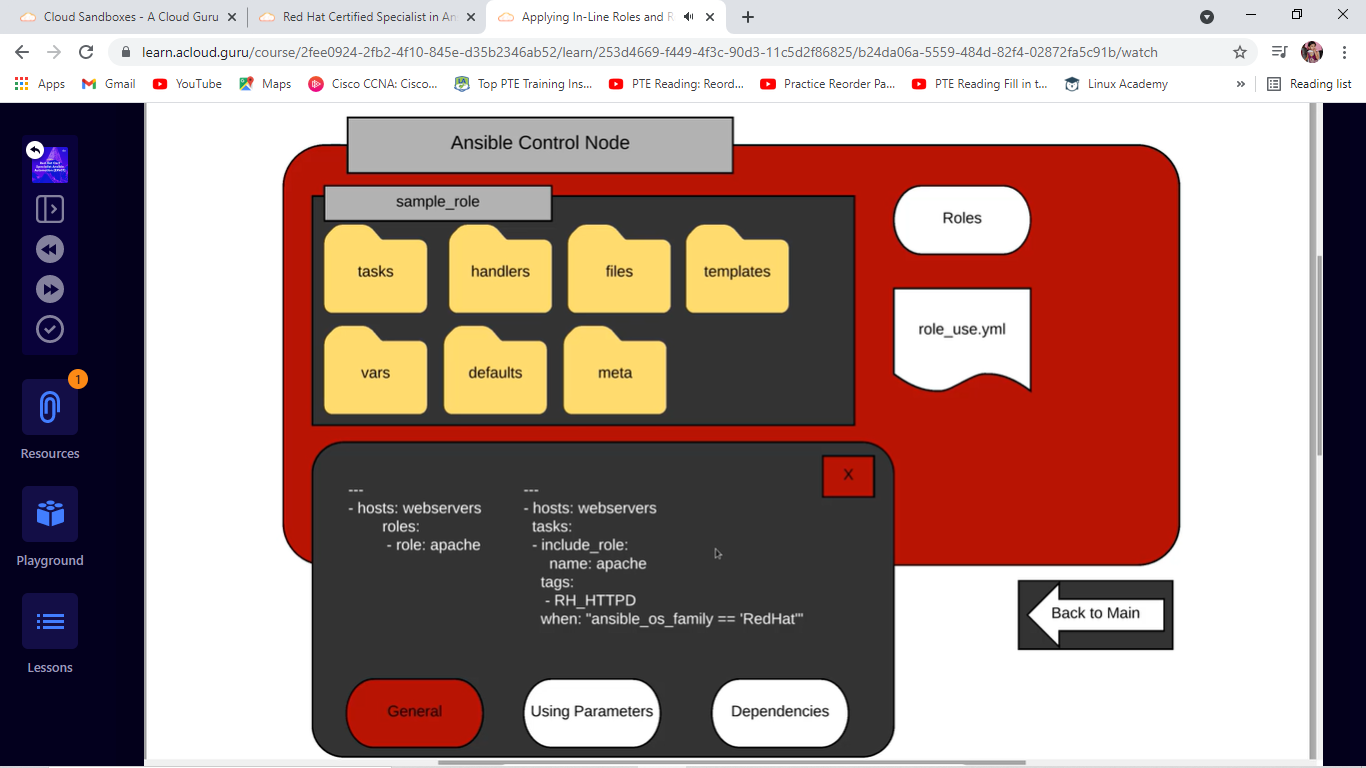 Cloud Sandboxes - A Cloud Guru
Red Hat Certified Specialist in An
Applying In-Line Roles and R
learn.acloud.guru/course/2fee0924-2fb2-4f10-845e-d35b2346ab52/learn/253d4669-f449-4f3c-90d3-11c5d2f86825/b24da06a-5559-484d-82f4-02872fa5c91b/watch
Apps
Gmail
YouTube
Maps
Cisco CCNA: Cisco...
Top PTE Training Ins...
PTE Reading: Reord...
Practice Reorder Pa...
PTE Reading Fill in t...
Linux Academy
»
Reading list
1
Resources
Playground
Lessons
Ansible Control Node
sample_role
tasks
handlers
files
templates
vars
defaults
meta
Roles
role_use.yml
X
---
- hosts: webservers
roles:
- role: apache
---
- hosts: webservers
tasks:
- include_role:
name: apache
tags:
- RH_HTTPD
when: "ansible_os_family == 'RedHat'"
General
Using Parameters
Dependencies
Back to Main